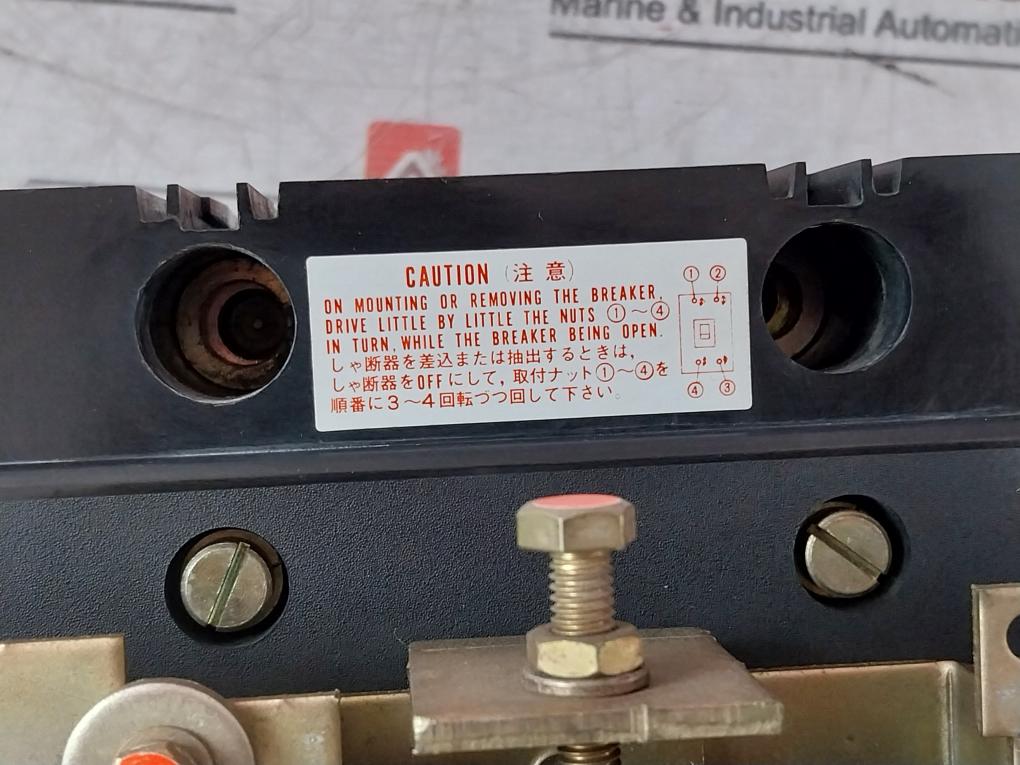 Marine & Industrial Automati
CAUTION (注意)
ON MOUNTING OR REMOVING THE BREAKER,
DRIVE LITTLE BY LITTLE THE NUTS ①～④
IN TURN, WHILE THE BREAKER BEING OPEN.
しゃ断器を差込または抽出するときは,
しゃ断器をOFFにして, 取付ナット①～④を
順番に3～4回転づつ回して下さい。
① ②
④ ③